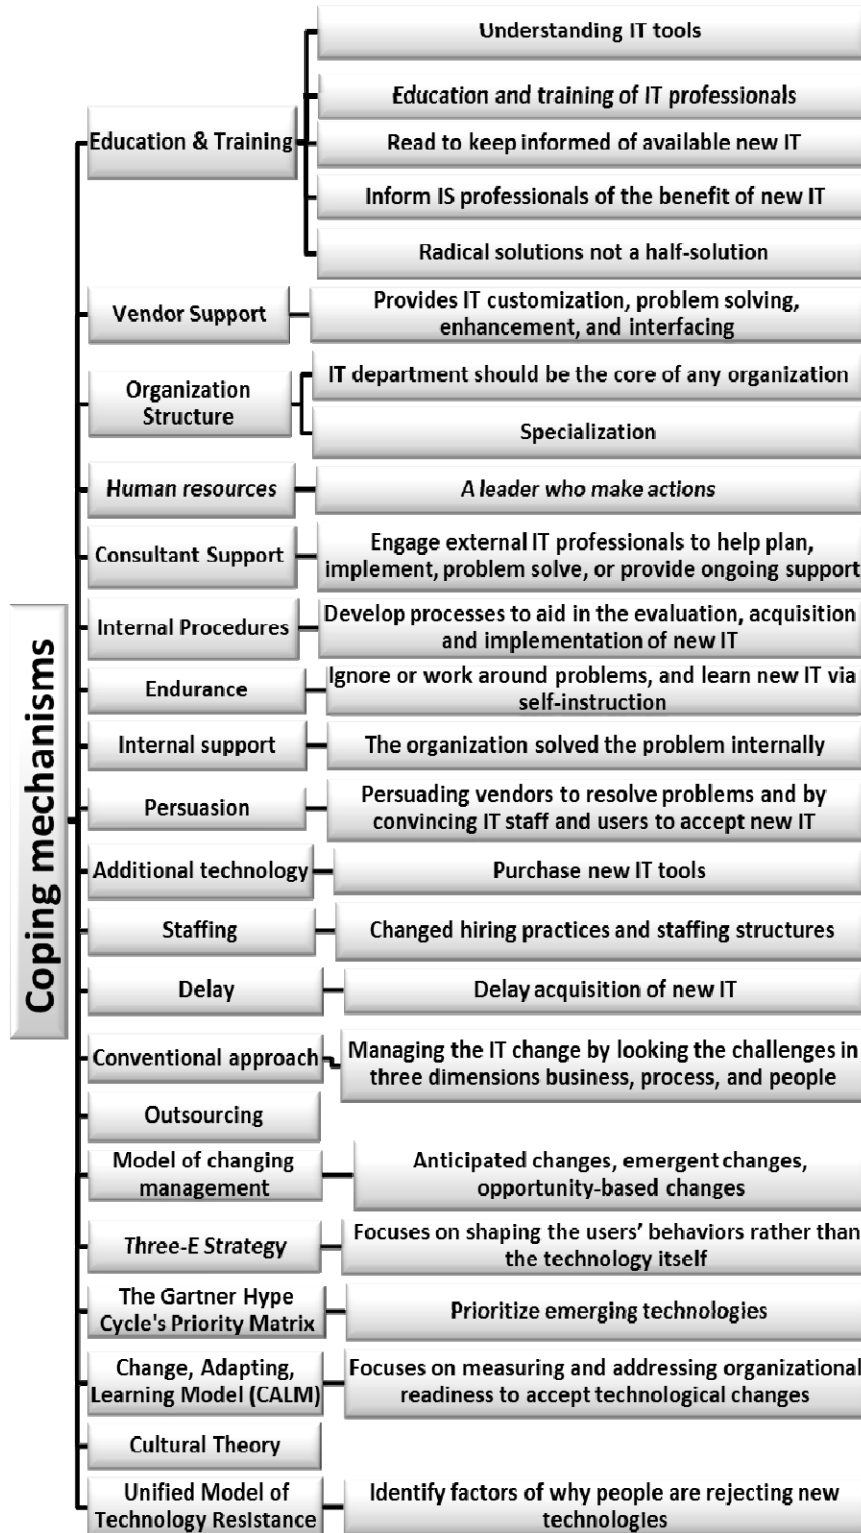 Coping mechanisms
Education & Training
Understanding IT tools
Education and training of IT professionals
Read to keep informed of available new IT
Inform IS professionals of the benefit of new IT
Radical solutions not a half-solution
Vendor Support
Provides IT customization, problem solving,
enhancement, and interfacing
Organization
Structure
IT department should be the core of any organization
Specialization
Human resources
A leader who make actions
Consultant Support
Engage external IT professionals to help plan,
implement, problem solve, or provide ongoing support
Internal Procedures
Develop processes to aid in the evaluation, acquisition
and implementation of new IT
Endurance
Ignore or work around problems, and learn new IT via
self-instruction
Internal support
The organization solved the problem internally
Persuasion
Persuading vendors to resolve problems and by
convincing IT staff and users to accept new IT
Additional technology
Purchase new IT tools
Staffing
Changed hiring practices and staffing structures
Delay
Delay acquisition of new IT
Conventional approach
Managing the IT change by looking the challenges in
three dimensions business, process, and people
Outsourcing
Model of changing
management
Anticipated changes, emergent changes,
opportunity-based changes
Three-E Strategy
Focuses on shaping the users' behaviors rather than
the technology itself
The Gartner Hype
Cycle's Priority Matrix
Prioritize emerging technologies
Change, Adapting,
Learning Model (CALM)
Focuses on measuring and addressing organizational
readiness to accept technological changes
Cultural Theory
Unified Model of
Technology Resistance
Identify factors of why people are rejecting new
technologies